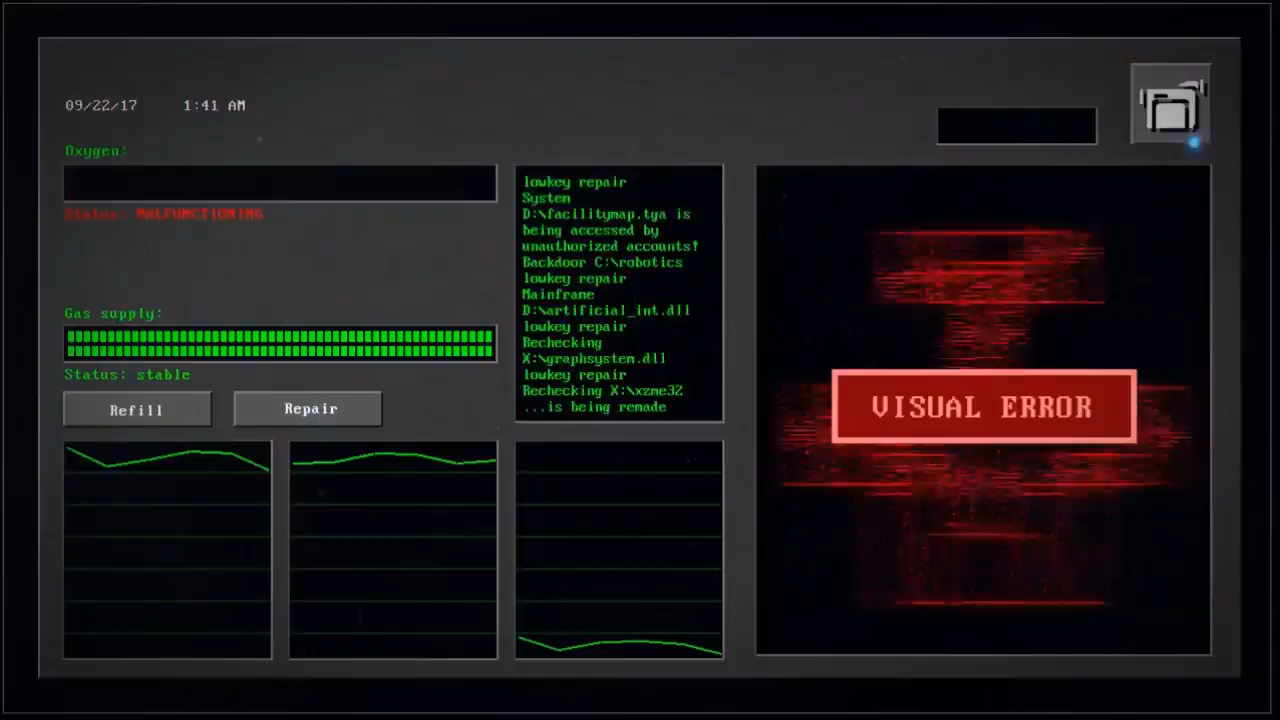 09/22/17 1:41 AM
Oxygen:
Status: MALFUNCTIONING
Gas supply:
Status: stable
Refill Repair
lowkey repair
System
D:\facilitymap.tga is
being accessed by
unauthorized accounts!
Backdoor C:\robotics
lowkey repair
Mainframe
D:\artificial_int.dll
lowkey repair
Rechecking
X:\graphsystem.dll
lowkey repair
Rechecking X:\xzme32
...is being remade
VISUAL ERROR